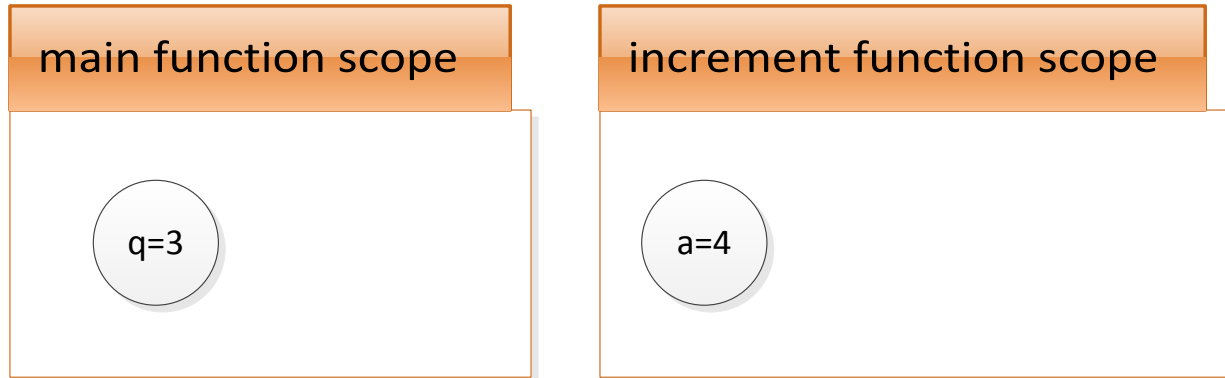 main function scope
increment function scope
q=3
a=4